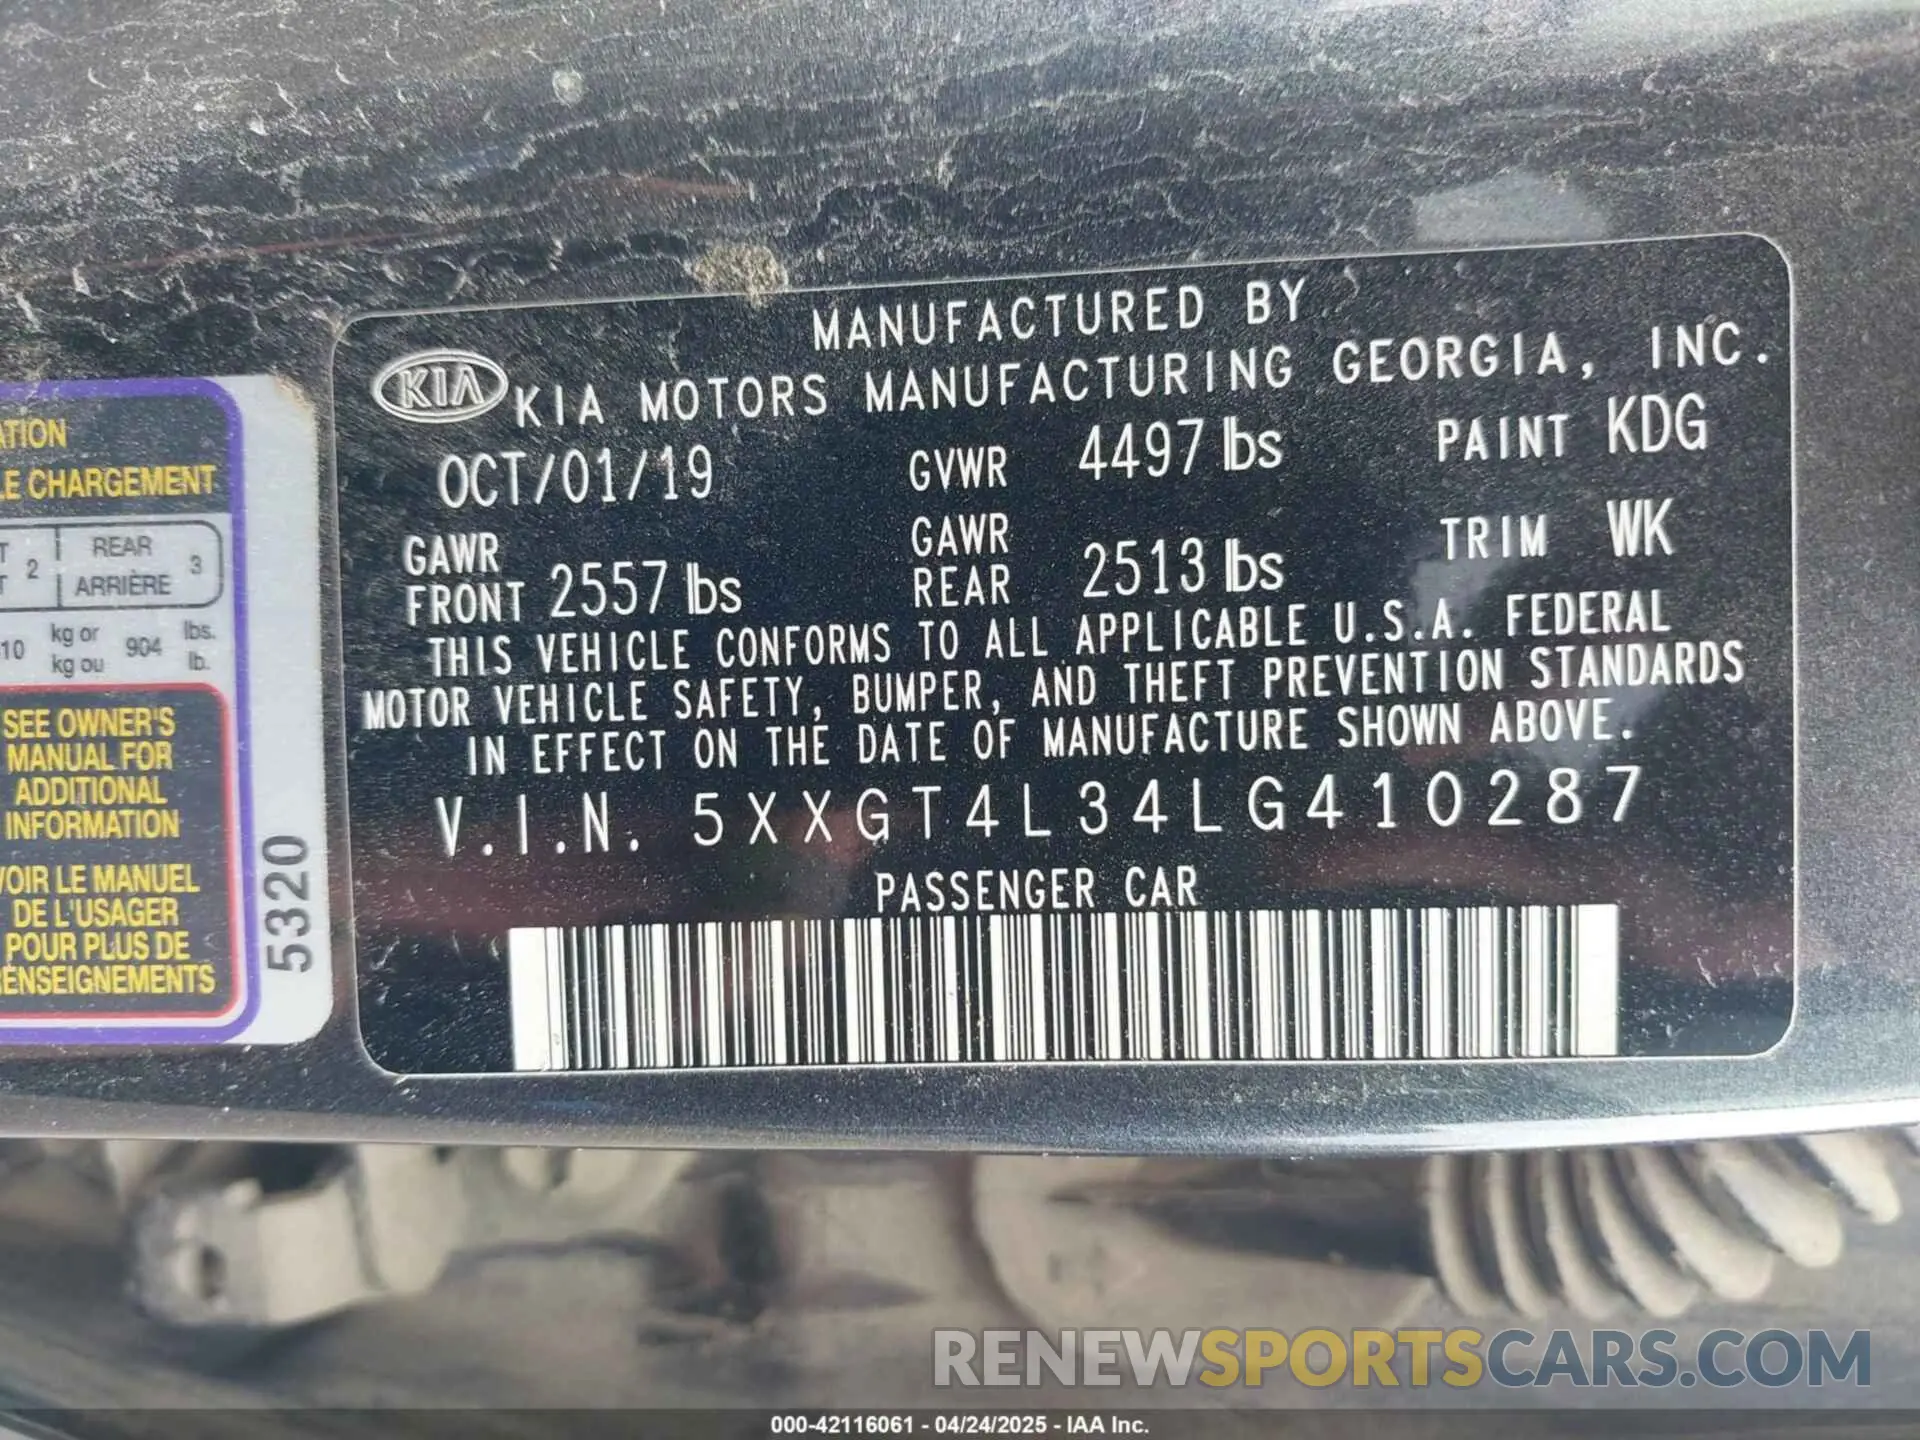 MANUFACTURED BY
KIA KIA MOTORS MANUFACTURING GEORGIA, INC.
OCT/01/19 GVWR 4497 lbs PAINT KDG
GAWR FRONT 2557 lbs GAWR REAR 2513 lbs TRIM WK
THIS VEHICLE CONFORMS TO ALL APPLICABLE U.S.A. FEDERAL
MOTOR VEHICLE SAFETY, BUMPER, AND THEFT PREVENTION STANDARDS
IN EFFECT ON THE DATE OF MANUFACTURE SHOWN ABOVE.
V.I.N. 5XXGT4L34LG410287
PASSENGER CAR
CHARGEMENT
2 REAR 3
ARRIÈRE
kg or 904 lbs.
kg ou lb.
SEE OWNER'S
MANUAL FOR
ADDITIONAL
INFORMATION
LE MANUEL
DE L'USAGER
POUR PLUS DE
5320
RENEWSPORTSCARS.COM
000-42116061 - 04/24/2025 - IAA Inc.